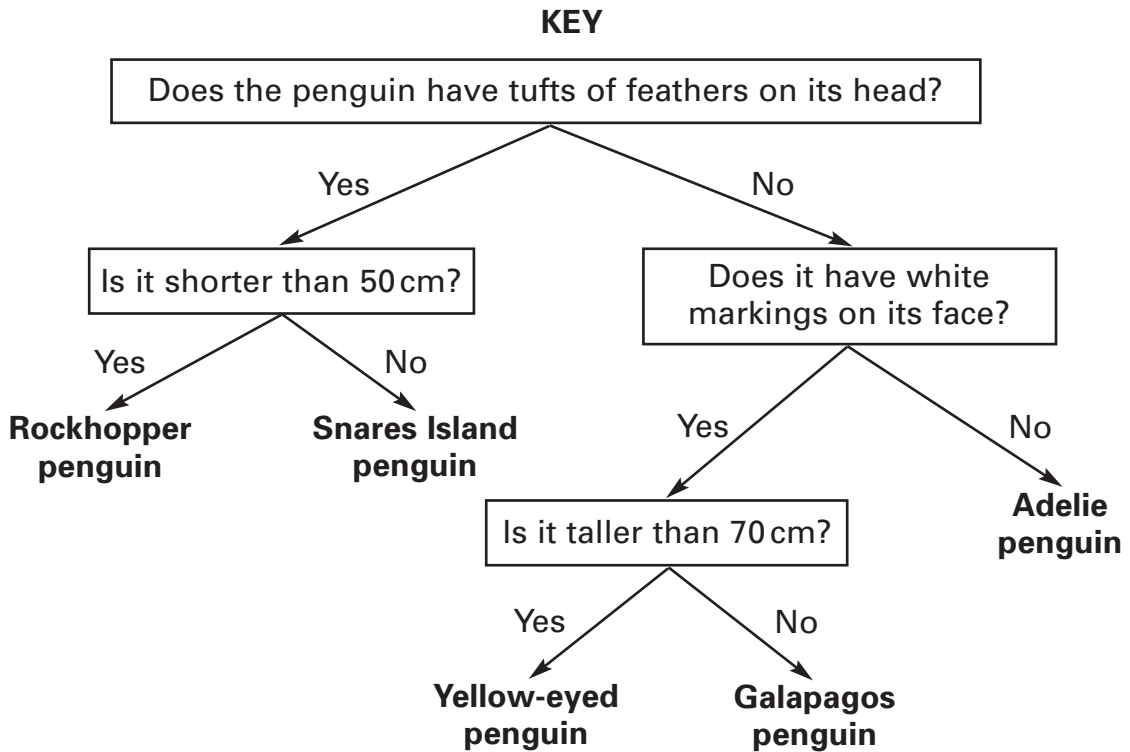 KEY
Does the penguin have tufts of feathers on its head?
Yes
No
Is it shorter than 50 cm?
Does it have white
markings on its face?
Yes
No
Rockhopper
penguin
Snares Island
penguin
Yes
No
Is it taller than 70 cm?
Adelie
penguin
Yes
No
Yellow-eyed
penguin
Galapagos
penguin